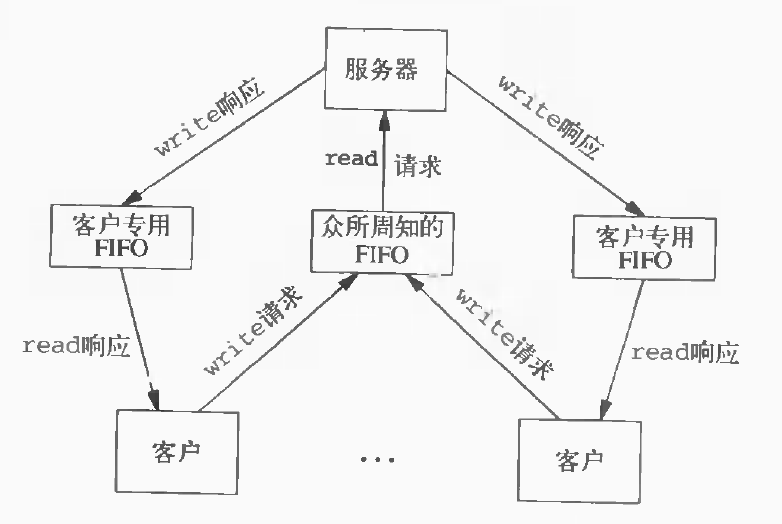 服务器
write响应
write响应
read 请求
客户专用
FIFO
众所周知的
FIFO
客户专用
FIFO
write请求
write请求
read响应
read响应
客户
...
客户